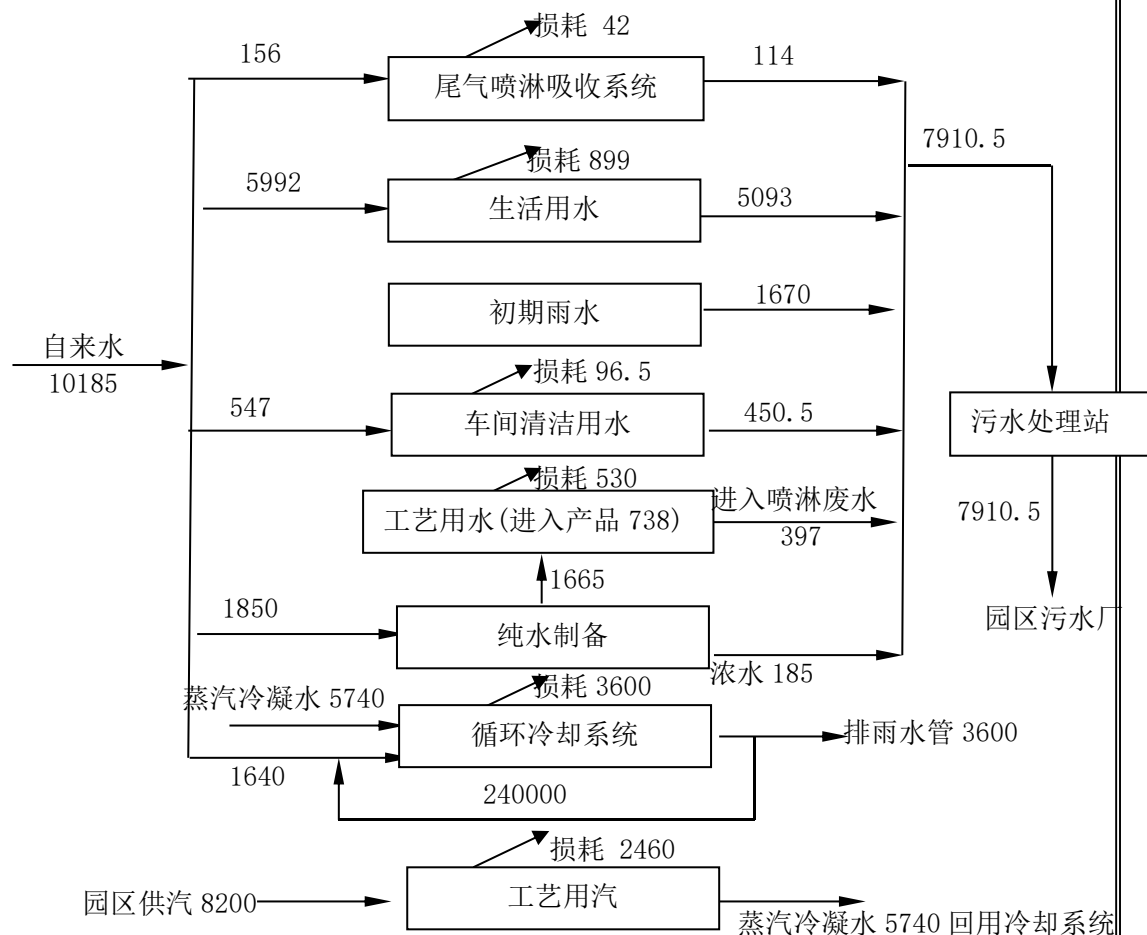 损耗 42
156
尾气喷淋吸收系统
114
7910.5
损耗 899
5992
生活用水
5093
初期雨水
1670
自来水
10185
损耗 96.5
547
车间清洁用水
450.5
污水处理站
损耗 530
工艺用水(进入产品 738)
进入喷淋废水
397
7910.5
1665
1850
纯水制备
园区污水厂
浓水 185
损耗 3600
蒸汽冷凝水 5740
循环冷却系统
排雨水管 3600
1640
240000
损耗 2460
园区供汽 8200
工艺用汽
蒸汽冷凝水 5740 回用冷却系统